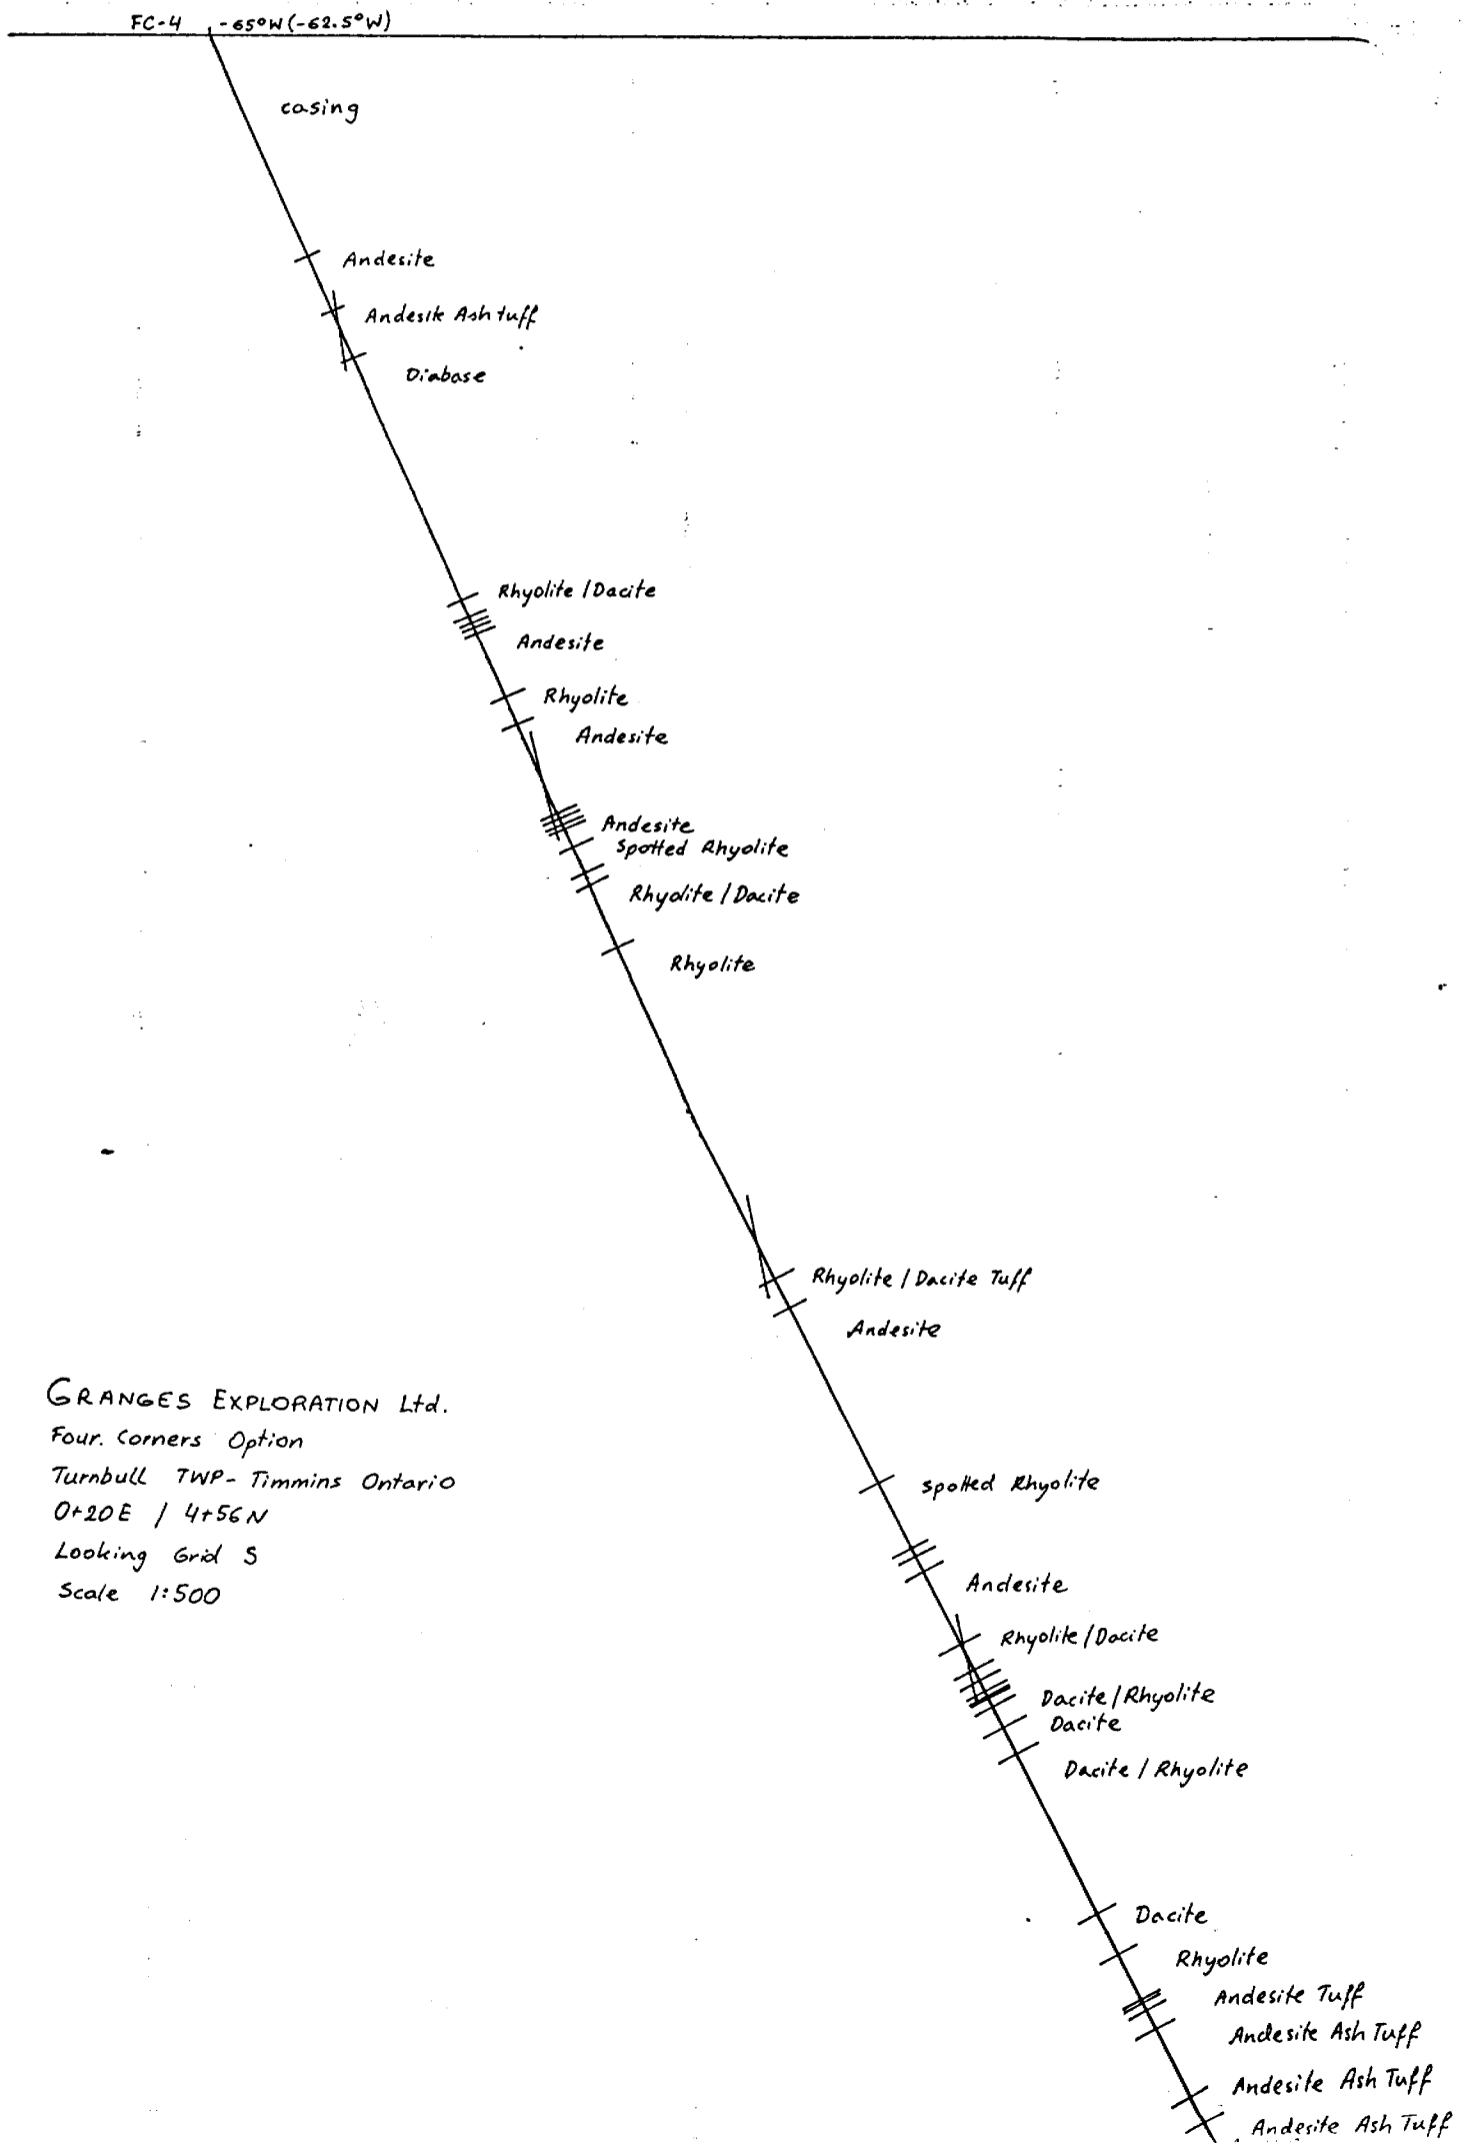 FC-4 -65°W (-62.5°W)
casing
Andesite
Andesite Ash tuff
Diabase
Rhyolite / Dacite
Andesite
Rhyolite
Andesite
Andesite
Spotted Rhyolite
Rhyolite / Dacite
Rhyolite
Rhyolite / Dacite Tuff
Andesite
GRANGES EXPLORATION Ltd.
Four. Corners Option
Turnbull TWP - Timmins Ontario
0+20E / 4+56N
Looking Grid S
Scale 1:500
spotted Rhyolite
Andesite
Rhyolite / Dacite
Dacite / Rhyolite
Dacite
Dacite / Rhyolite
Dacite
Rhyolite
Andesite Tuff
Andesite Ash Tuff
Andesite Ash Tuff
Andesite Ash Tuff